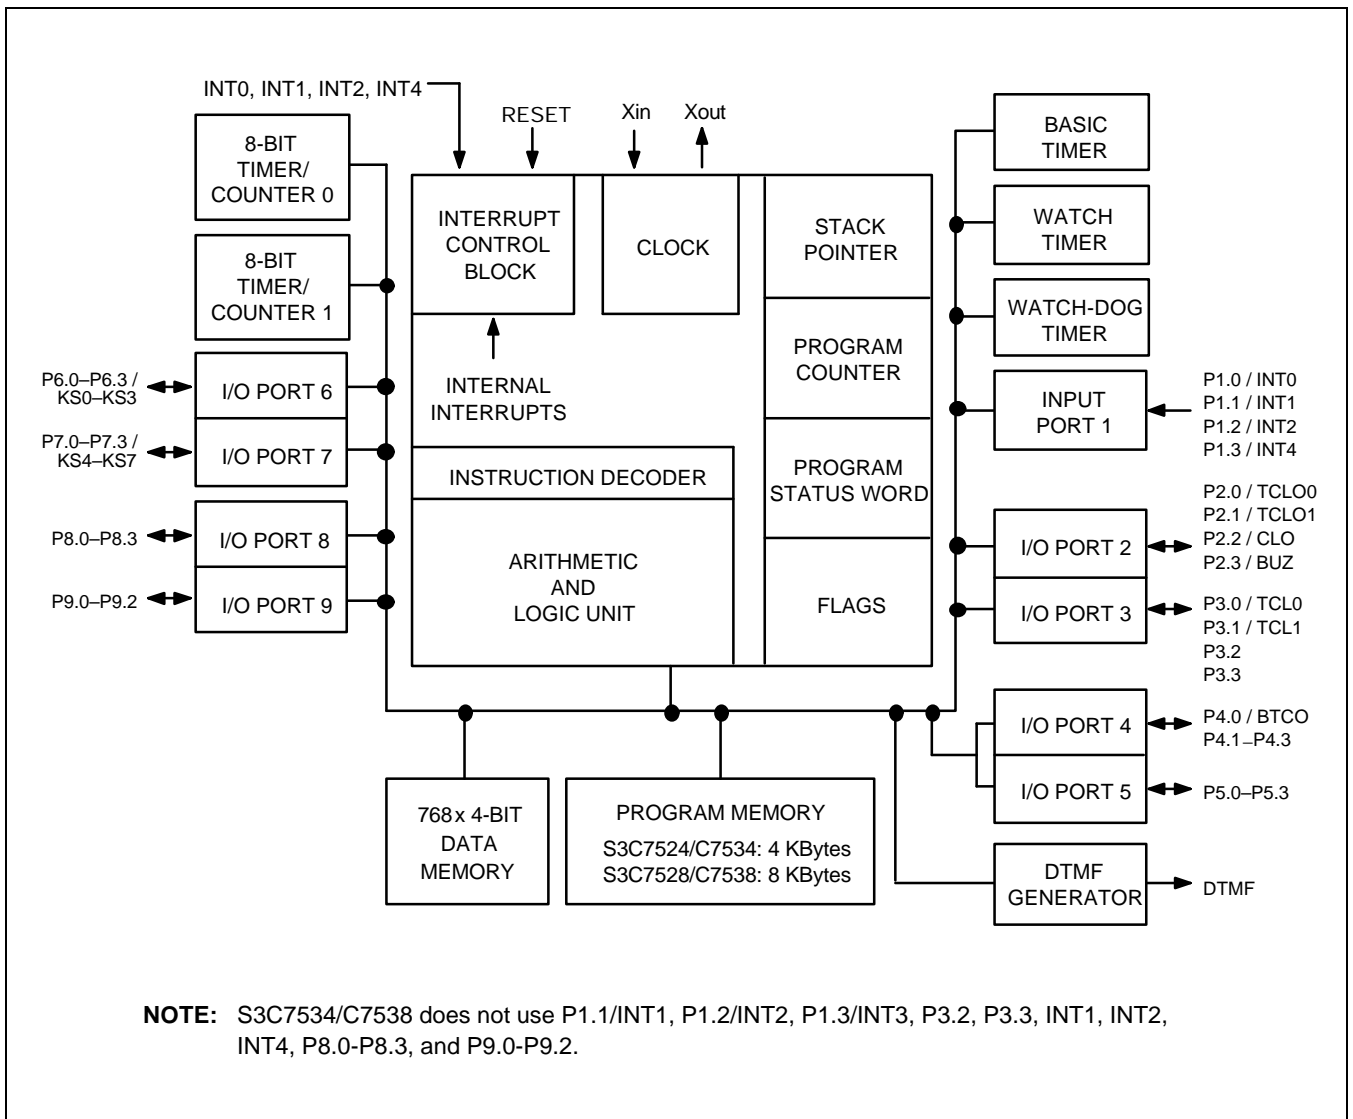 INT0, INT1, INT2, INT4
RESET
Xin
Xout
8-BIT
TIMER/
COUNTER 0
8-BIT
TIMER/
COUNTER 1
P6.0–P6.3 /
KS0–KS3
I/O PORT 6
P7.0–P7.3 /
KS4–KS7
I/O PORT 7
P8.0–P8.3
I/O PORT 8
P9.0–P9.2
I/O PORT 9
INTERRUPT
CONTROL
BLOCK
CLOCK
INTERNAL
INTERRUPTS
INSTRUCTION DECODER
ARITHMETIC
AND
LOGIC UNIT
STACK
POINTER
PROGRAM
COUNTER
PROGRAM
STATUS WORD
FLAGS
BASIC
TIMER
WATCH
TIMER
WATCH-DOG
TIMER
INPUT
PORT 1
P1.0 / INT0
P1.1 / INT1
P1.2 / INT2
P1.3 / INT4
I/O PORT 2
P2.0 / TCLO0
P2.1 / TCLO1
P2.2 / CLO
P2.3 / BUZ
I/O PORT 3
P3.0 / TCL0
P3.1 / TCL1
P3.2
P3.3
I/O PORT 4
P4.0 / BTCO
P4.1–P4.3
I/O PORT 5
P5.0–P5.3
768x 4-BIT
DATA
MEMORY
PROGRAM MEMORY
S3C7524/C7534: 4 KBytes
S3C7528/C7538: 8 KBytes
DTMF
GENERATOR
DTMF
NOTE: S3C7534/C7538 does not use P1.1/INT1, P1.2/INT2, P1.3/INT3, P3.2, P3.3, INT1, INT2,
INT4, P8.0-P8.3, and P9.0-P9.2.